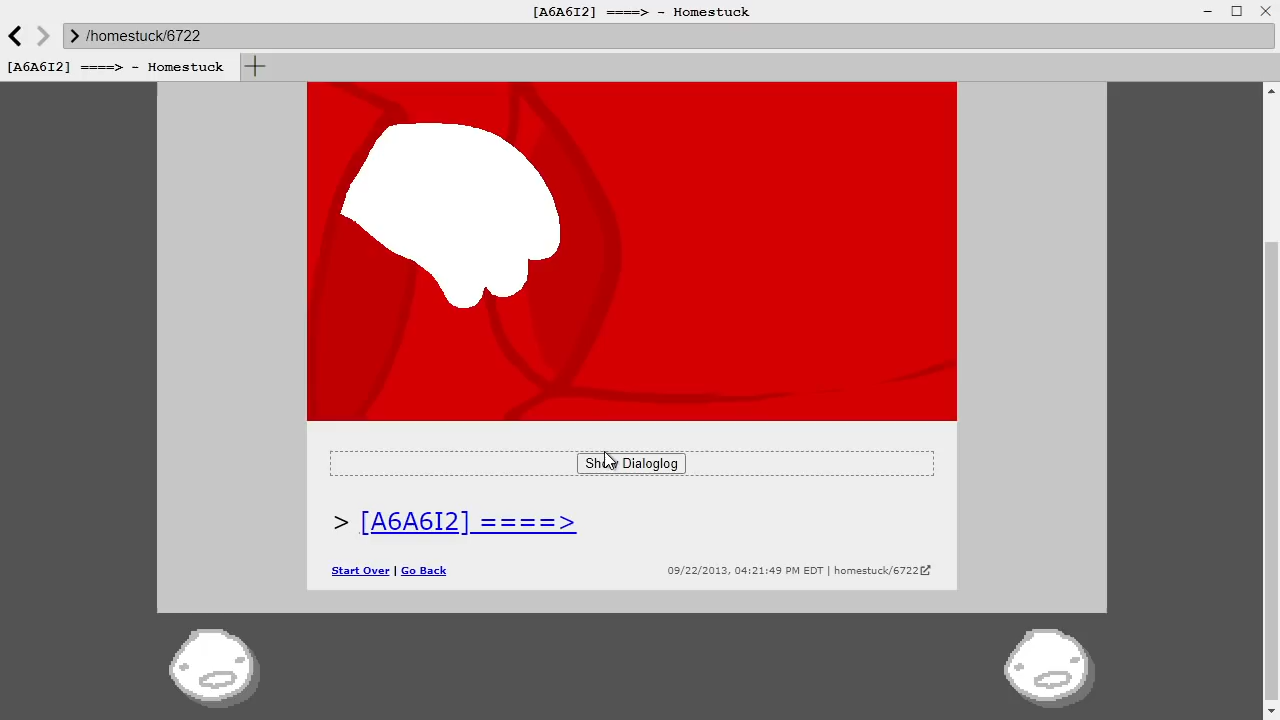 [A6A6I2] ====> - Homestuck
/homestuck/6722
[A6A6I2] ====> - Homestuck
Show Dialoglog
> [A6A6I2] ====>
Start Over | Go Back
09/22/2013, 04:21:49 PM EDT | homestuck/6722